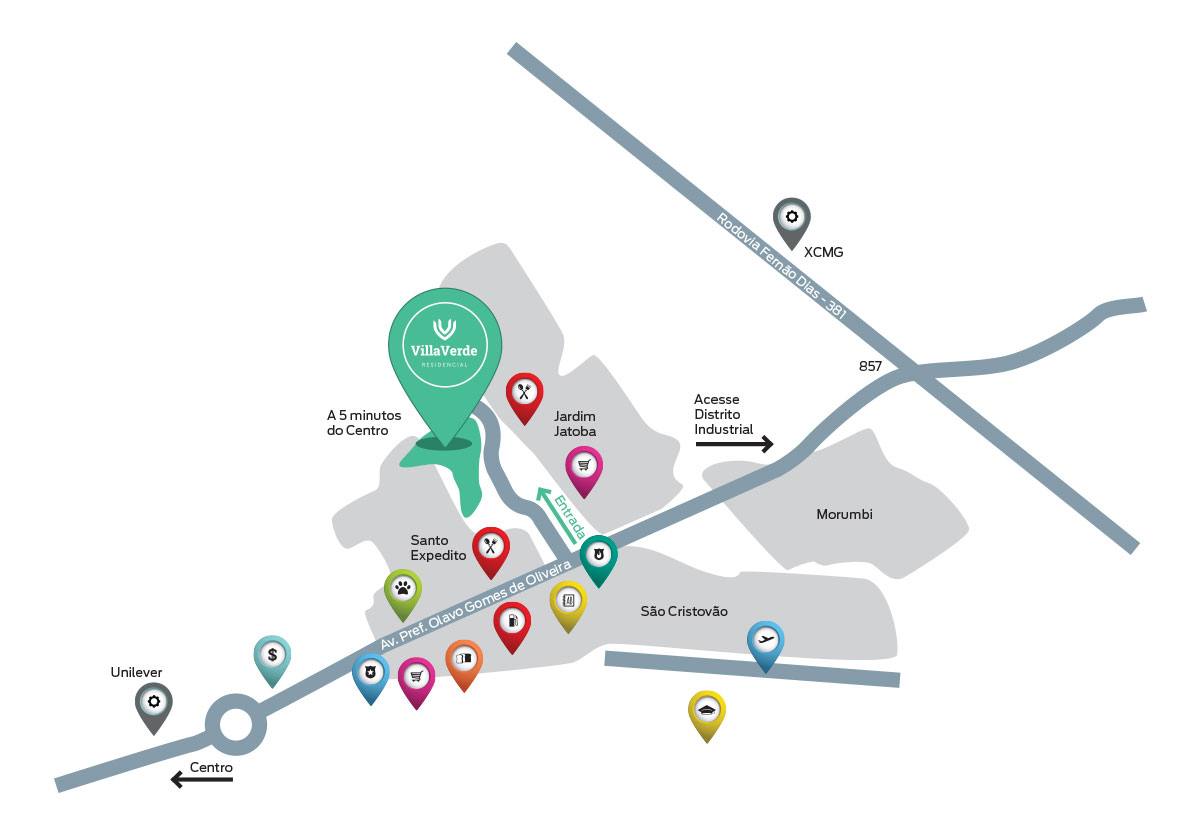 Rodovia Fernão Dias - 381
XCMG
857
VillaVerde
RESIDENCIAL
A 5 minutos
do Centro
Jardim
Jatoba
Acesse
Distrito
Industrial
Entrada
Morumbi
Santo
Expedito
Av. Pref. Olavo Gomes de Oliveira
São Cristovão
$
Unilever
Centro